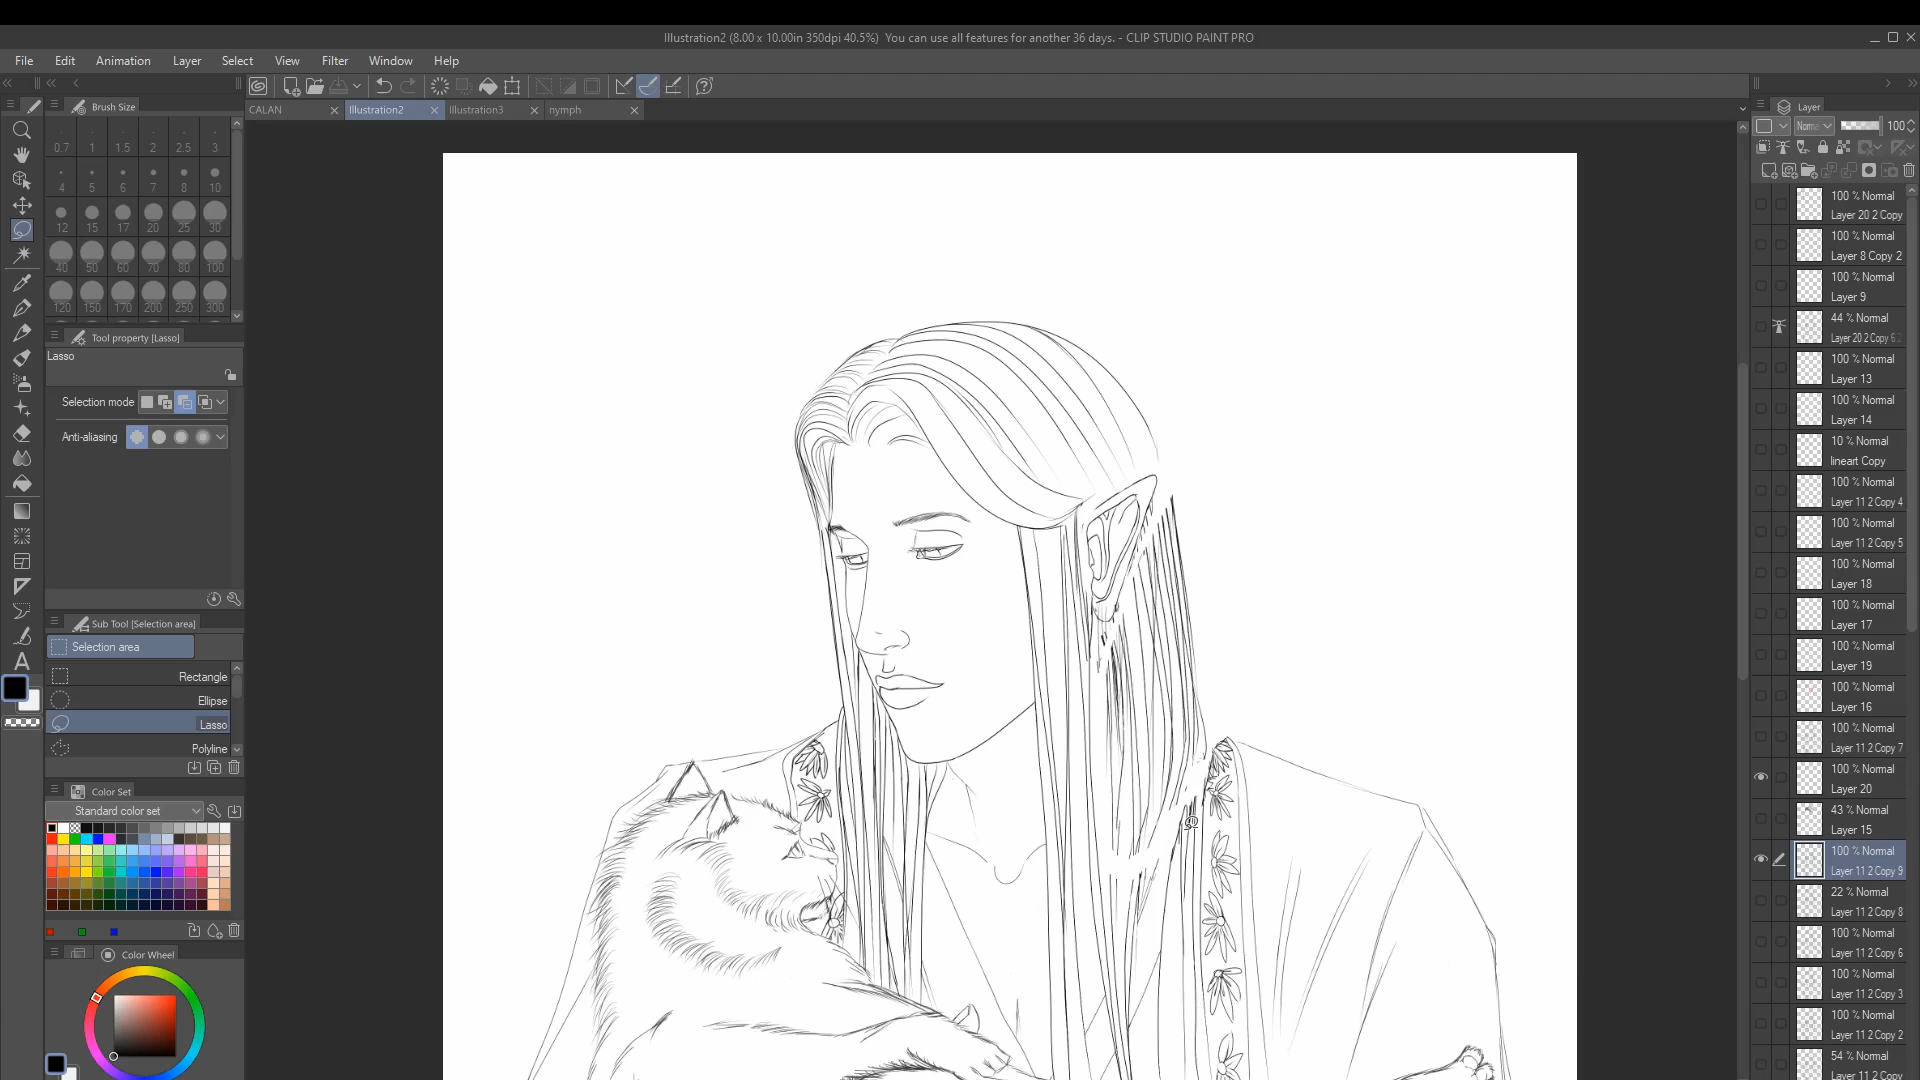 Illustration2 (8.00 x 10.00in 350dpi 40.5%)  You can use all features for another 36 days. - CLIP STUDIO PAINT PRO
File Edit Animation Layer Select View Filter Window Help
CALAN Illustration2 Illustration3 nymph
Brush Size
0.7 1 1.5 2 2.5 3
4 5 6 7 8 10
12 15 17 20 25 30
40 50 60 70 80 100
120 150 170 200 250 300
Tool property [Lasso]
Lasso
Selection mode
Anti-aliasing
Sub Tool [Selection area]
Selection area
Rectangle
Ellipse
Lasso
Polyline
Color Set
Standard color set
Color Wheel
Layer
100
100 % Normal
Layer 20 2 Copy
100 % Normal
Layer 8 Copy 2
100 % Normal
Layer 9
44 % Normal
Layer 20 2 Copy 6
100 % Normal
Layer 13
100 % Normal
Layer 14
10 % Normal
lineart Copy
100 % Normal
Layer 11 2 Copy 4
100 % Normal
Layer 11 2 Copy 5
100 % Normal
Layer 18
100 % Normal
Layer 17
100 % Normal
Layer 19
100 % Normal
Layer 16
100 % Normal
Layer 11 2 Copy 7
100 % Normal
Layer 20
43 % Normal
Layer 15
100 % Normal
Layer 11 2 Copy 9
22 % Normal
Layer 11 2 Copy 8
100 % Normal
Layer 11 2 Copy 6
100 % Normal
Layer 11 2 Copy 3
100 % Normal
Layer 11 2 Copy 2
54 % Normal
Layer 11 2 Copy